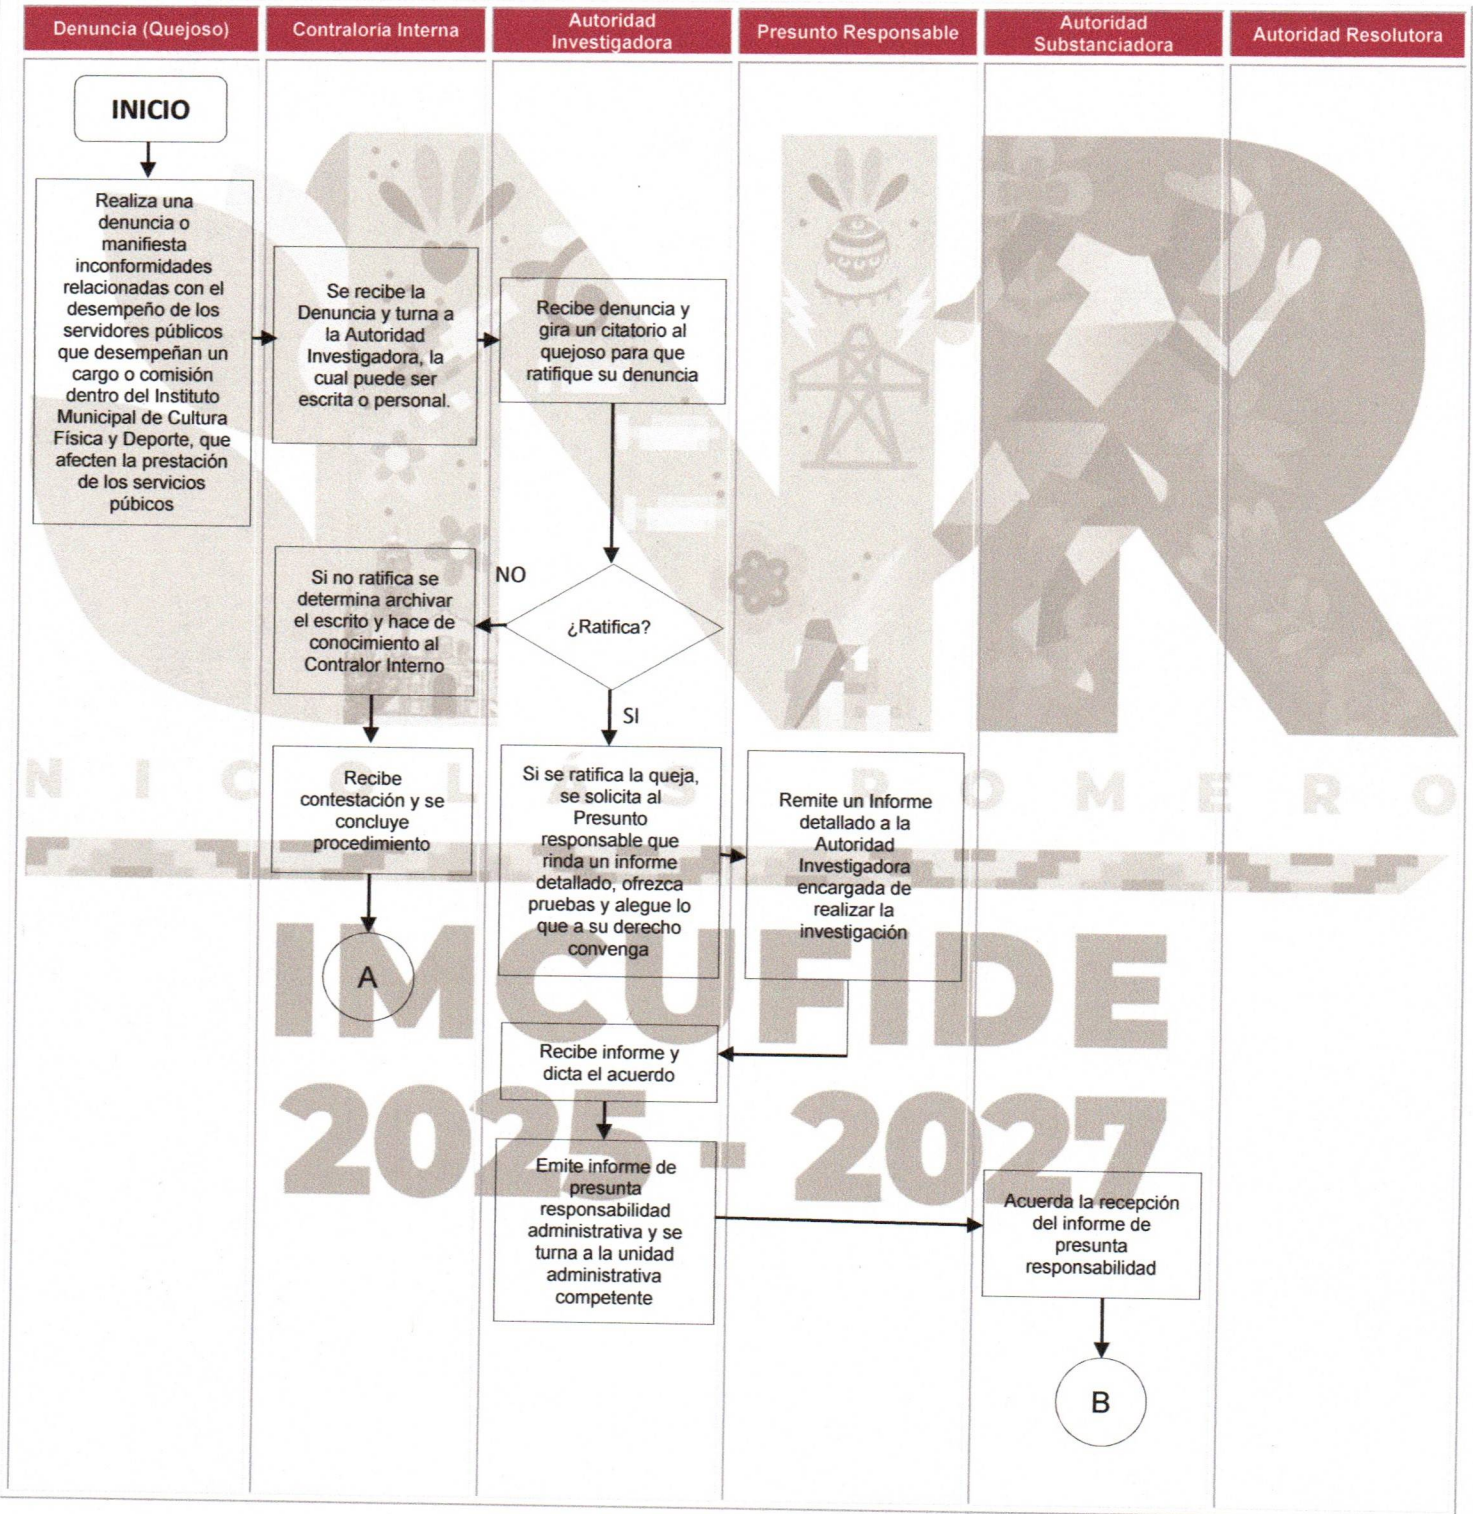 Denuncia (Quejoso)
Contraloría Interna
Autoridad
Investigadora
Presunto Responsable
Autoridad
Substanciadora
Autoridad Resolutora
INICIO
Realiza una
denuncia o
manifiesta
inconformidades
relacionadas con el
desempeño de los
servidores públicos
que desempeñan un
cargo o comisión
dentro del Instituto
Municipal de Cultura
Física y Deporte, que
afecten la prestación
de los servicios
púbicos
Se recibe la
Denuncia y turna a
la Autoridad
Investigadora, la
cual puede ser
escrita o personal.
Recibe denuncia y
gira un citatorio al
quejoso para que
ratifique su denuncia
¿Ratifica?
NO
Si no ratifica se
determina archivar
el escrito y hace de
conocimiento al
Contralor Interno
Recibe
contestación y se
concluye
procedimiento
A
SI
Si se ratifica la queja,
se solicita al
Presunto
responsable que
rinda un informe
detallado, ofrezca
pruebas y alegue lo
que a su derecho
convenga
Remite un Informe
detallado a la
Autoridad
Investigadora
encargada de
realizar la
investigación
Recibe informe y
dicta el acuerdo
Emite informe de
presunta
responsabilidad
administrativa y se
turna a la unidad
administrativa
competente
Acuerda la recepción
del informe de
presunta
responsabilidad
B
SNR
NICOLÁS ROMERO
IMCUFIDE
2025 - 2027